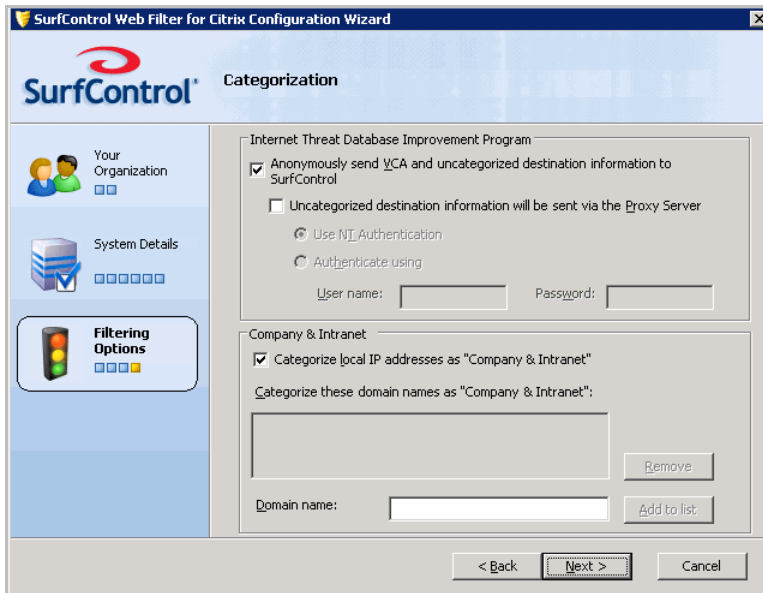 SurfControl Web Filter for Citrix Configuration Wizard
SurfControl
Categorization
Your
Organization
System Details
Filtering
Options
Internet Threat Database Improvement Program
Anonymously send VCA and uncategorized destination information to
SurfControl
Uncategorized destination information will be sent via the Proxy Server
Use NT Authentication
Authenticate using
User name:
Password:
Company & Intranet
Categorize local IP addresses as "Company & Intranet"
Categorize these domain names as "Company & Intranet":
Remove
Domain name:
Add to list
< Back
Next >
Cancel